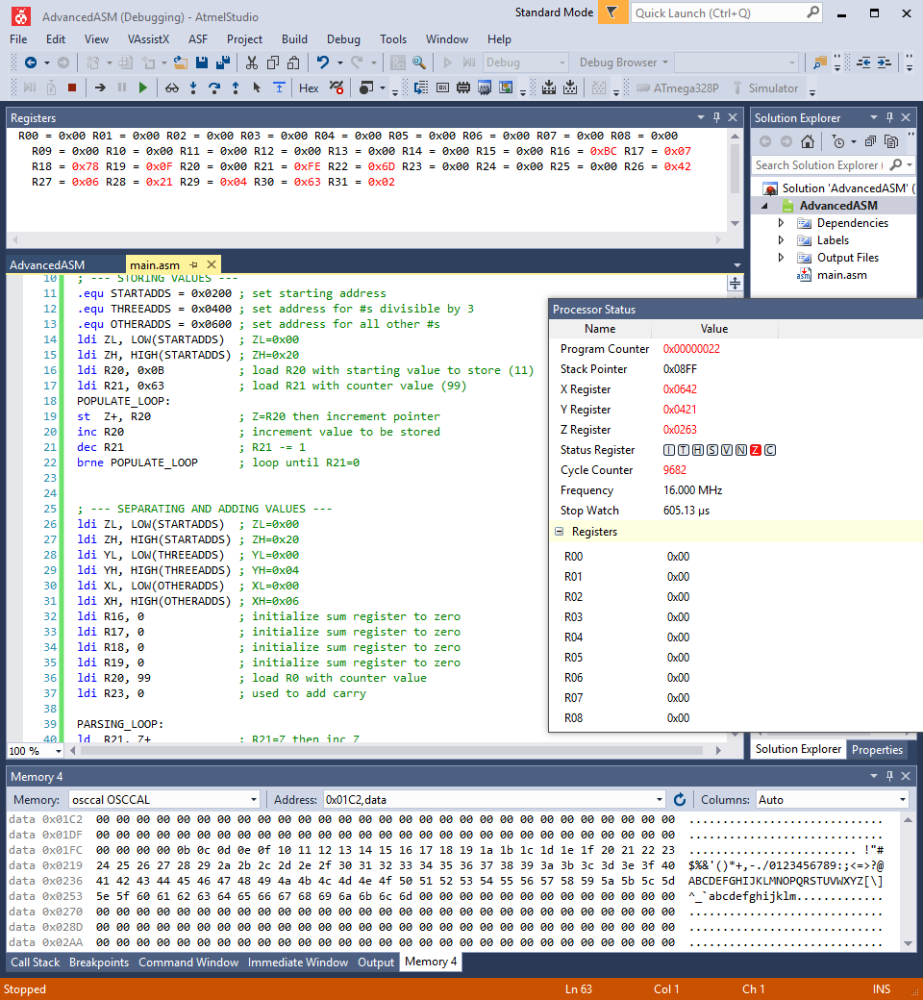 AdvancedASM (Debugging) - AtmelStudio
Standard Mode
Quick Launch (Ctrl+Q)
File Edit View VAssistX ASF Project Build Debug Tools Window Help
Debug
Debug Browser
Hex
ATmega328P
Simulator
Registers
R00 = 0x00 R01 = 0x00 R02 = 0x00 R03 = 0x00 R04 = 0x00 R05 = 0x00 R06 = 0x00 R07 = 0x00 R08 = 0x00
R09 = 0x00 R10 = 0x00 R11 = 0x00 R12 = 0x00 R13 = 0x00 R14 = 0x00 R15 = 0x00 R16 = 0xBC R17 = 0x07
R18 = 0x78 R19 = 0x0F R20 = 0x00 R21 = 0xFE R22 = 0x6D R23 = 0x00 R24 = 0x00 R25 = 0x00 R26 = 0x42
R27 = 0x06 R28 = 0x21 R29 = 0x04 R30 = 0x63 R31 = 0x02
Solution Explorer
Search Solution Explorer (
Solution 'AdvancedASM' (
AdvancedASM
Dependencies
Labels
Output Files
main.asm
AdvancedASM
main.asm
10 ; --- STORING VALUES ---
11 .equ STARTADDS = 0x0200 ; set starting address
12 .equ THREEADDS = 0x0400 ; set address for #s divisible by 3
13 .equ OTHERADDS = 0x0600 ; set address for all other #s
14 ldi ZL, LOW(STARTADDS) ; ZL=0x00
15 ldi ZH, HIGH(STARTADDS) ; ZH=0x20
16 ldi R20, 0x0B ; load R20 with starting value to store (11)
17 ldi R21, 0x63 ; load R21 with counter value (99)
18 POPULATE_LOOP:
19 st Z+, R20 ; Z=R20 then increment pointer
20 inc R20 ; increment value to be stored
21 dec R21 ; R21 -= 1
22 brne POPULATE_LOOP ; loop until R21=0
23
24
25 ; --- SEPARATING AND ADDING VALUES ---
26 ldi ZL, LOW(STARTADDS) ; ZL=0x00
27 ldi ZH, HIGH(STARTADDS) ; ZH=0x20
28 ldi YL, LOW(THREEADDS) ; YL=0x00
29 ldi YH, HIGH(THREEADDS) ; YH=0x04
30 ldi XL, LOW(OTHERADDS) ; XL=0x00
31 ldi XH, HIGH(OTHERADDS) ; XH=0x06
32 ldi R16, 0 ; initialize sum register to zero
33 ldi R17, 0 ; initialize sum register to zero
34 ldi R18, 0 ; initialize sum register to zero
35 ldi R19, 0 ; initialize sum register to zero
36 ldi R20, 99 ; load R0 with counter value
37 ldi R23, 0 ; used to add carry
38
39 PARSING_LOOP:
40 ld R21, Z+ ; R21=Z then inc Z
100 %
Processor Status
Name Value
Program Counter 0x00000022
Stack Pointer 0x08FF
X Register 0x0642
Y Register 0x0421
Z Register 0x0263
Status Register I T H S V N Z C
Cycle Counter 9682
Frequency 16.000 MHz
Stop Watch 605.13 µs
Registers
R00 0x00
R01 0x00
R02 0x00
R03 0x00
R04 0x00
R05 0x00
R06 0x00
R07 0x00
R08 0x00
Solution Explorer Properties
Memory 4
Memory: osccal OSCCAL Address: 0x01C2,data Columns: Auto
data 0x01C2 00 00 00 00 00 00 00 00 00 00 00 00 00 00 00 00 00 00 00 00 00 00 00 00 00 00 00 00 00 .............................
data 0x01DF 00 00 00 00 00 00 00 00 00 00 00 00 00 00 00 00 00 00 00 00 00 00 00 00 00 00 00 00 00 .............................
data 0x01FC 00 00 00 00 0b 0c 0d 0e 0f 10 11 12 13 14 15 16 17 18 19 1a 1b 1c 1d 1e 1f 20 21 22 23 ......................... !"#
data 0x0219 24 25 26 27 28 29 2a 2b 2c 2d 2e 2f 30 31 32 33 34 35 36 37 38 39 3a 3b 3c 3d 3e 3f 40 $%&'()*+,-./0123456789:;<=>?@
data 0x0236 41 42 43 44 45 46 47 48 49 4a 4b 4c 4d 4e 4f 50 51 52 53 54 55 56 57 58 59 5a 5b 5c 5d ABCDEFGHIJKLMNOPQRSTUVWXYZ[\]
data 0x0253 5e 5f 60 61 62 63 64 65 66 67 68 69 6a 6b 6c 6d 00 00 00 00 00 00 00 00 00 00 00 00 00 ^_`abcdefghijklm.............
data 0x0270 00 00 00 00 00 00 00 00 00 00 00 00 00 00 00 00 00 00 00 00 00 00 00 00 00 00 00 00 00 .............................
data 0x028D 00 00 00 00 00 00 00 00 00 00 00 00 00 00 00 00 00 00 00 00 00 00 00 00 00 00 00 00 00 .............................
data 0x02AA 00 00 00 00 00 00 00 00 00 00 00 00 00 00 00 00 00 00 00 00 00 00 00 00 00 00 00 00 00 .............................
Call Stack Breakpoints Command Window Immediate Window Output Memory 4
Stopped Ln 63 Col 1 Ch 1 INS